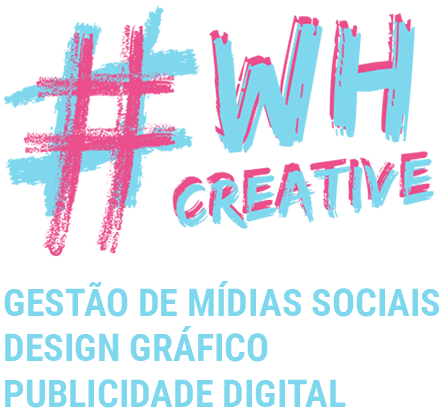 #WH
CREATIVE
GESTÃO DE MÍDIAS SOCIAIS
DESIGN GRÁFICO
PUBLICIDADE DIGITAL